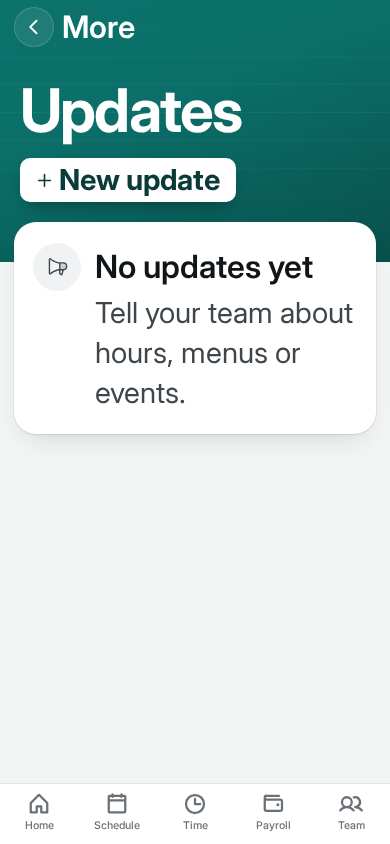 More
Updates
+ New update
No updates yet
Tell your team about
hours, menus or
events.
Home
Schedule
Time
Payroll
Team